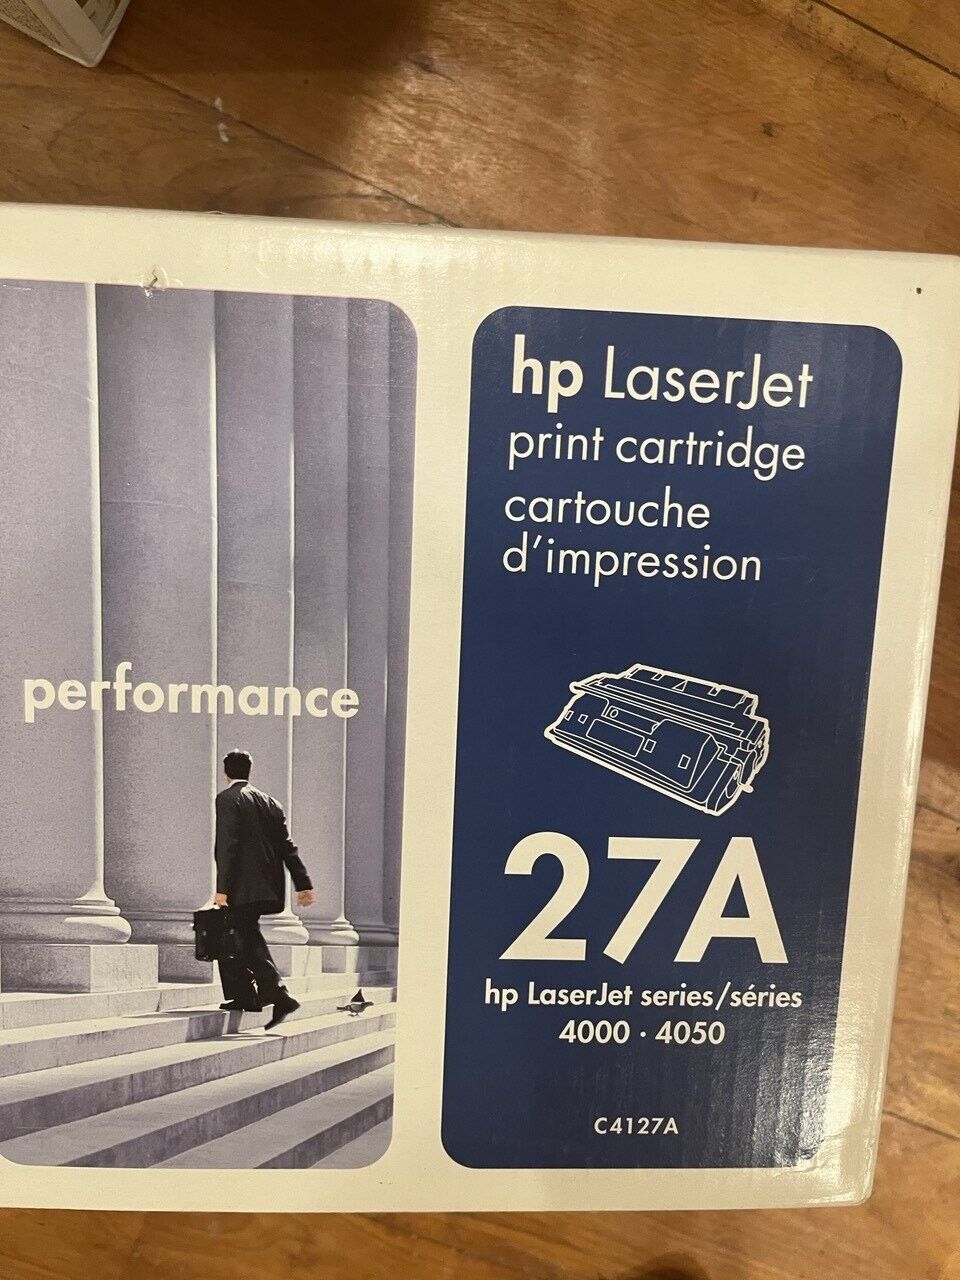 performance
hp LaserJet
print cartridge
cartouche
d'impression
27A
hp LaserJet series/séries
4000 · 4050
C4127A